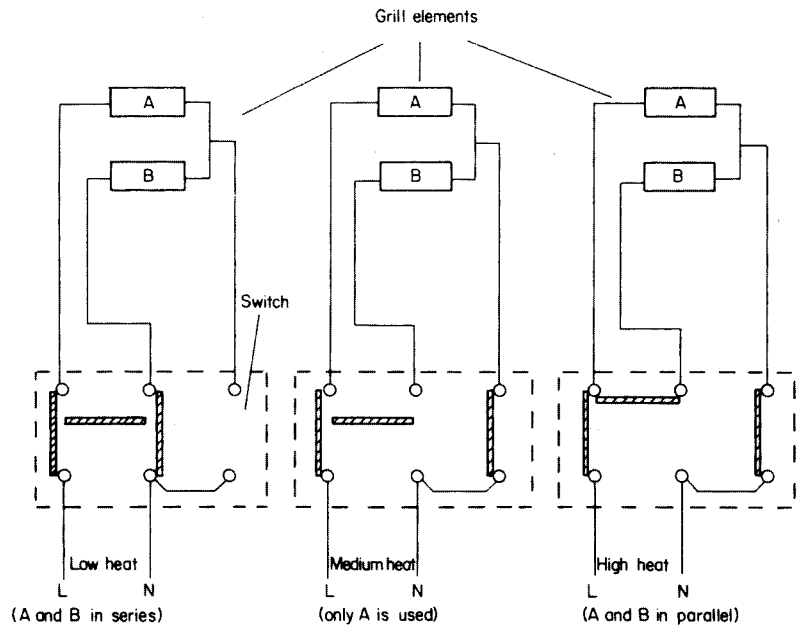 Grill elements
A
A
A
B
B
B
Switch
Low heat
Medium heat
High heat
L
N
L
N
L
N
(A and B in series)
(only A is used)
(A and B in parallel)